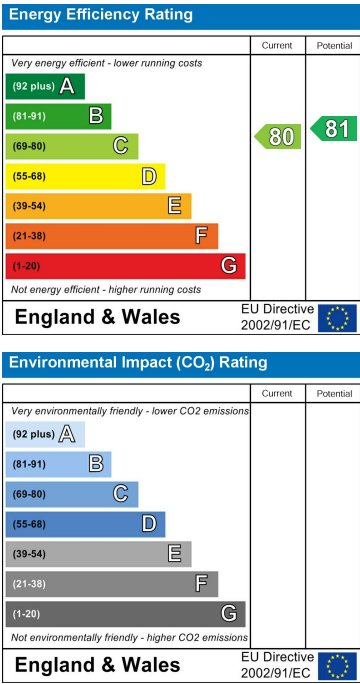 Energy Efficiency Rating
Current Potential
Very energy efficient - lower running costs
(92 plus) A
(81-91) B
(69-80) C
(55-68) D
(39-54) E
(21-38) F
(1-20) G
80 81
Not energy efficient - higher running costs
England & Wales
EU Directive
2002/91/EC
Environmental Impact (CO₂) Rating
Current Potential
Very environmentally friendly - lower CO2 emissions
(92 plus) A
(81-91) B
(69-80) C
(55-68) D
(39-54) E
(21-38) F
(1-20) G
Not environmentally friendly - higher CO2 emissions
England & Wales
EU Directive
2002/91/EC